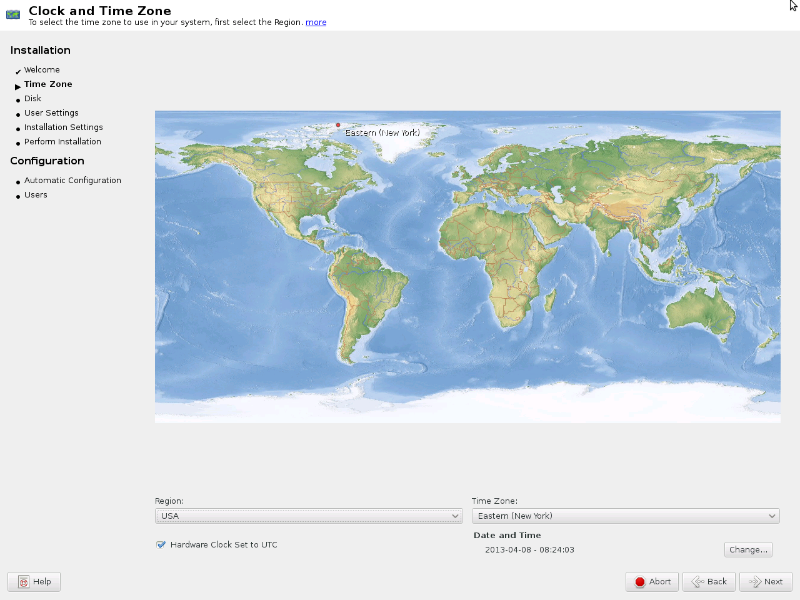 Clock and Time Zone
To select the time zone to use in your system, first select the Region. more
Installation
Welcome
Time Zone
Disk
User Settings
Installation Settings
Perform Installation
Configuration
Automatic Configuration
Users
Eastern (New York)
Region:
USA
Time Zone:
Eastern (New York)
Hardware Clock Set to UTC
Date and Time
2013-04-08 - 08:24:03
Change...
Help
Abort
Back
Next